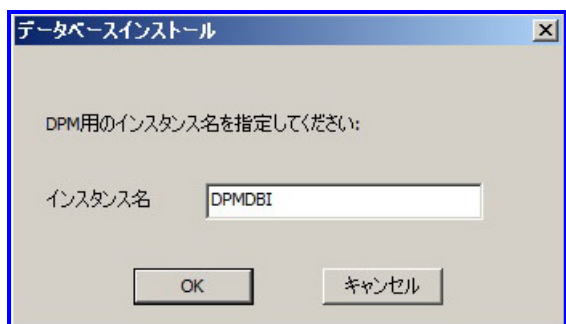 データベースインストール
DPM用のインスタンス名を指定してください:
インスタンス名 DPMDBI
OK キャンセル